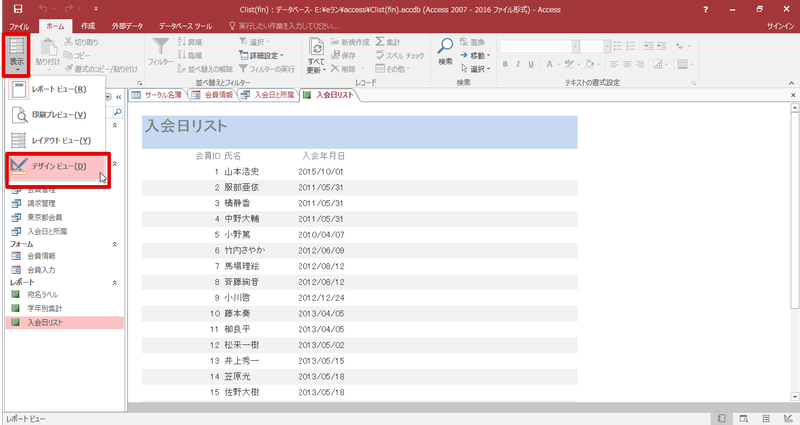 Clist(fin) : データベース- E:¥eラン¥access¥Clist(fin).accdb (Access 2007 - 2016 ファイル形式) - Access
ファイル ホーム 作成 外部データ データベース ツール 実行したい作業を入力してください... サインイン
表示
貼り付け
切り取り
コピー
書式のコピー/貼り付け
フィルター
昇順
降順
並べ替えの解除
選択
詳細設定
フィルターの実行
並べ替えとフィルター
すべて
更新
新規作成
保存
削除
集計
スペル チェック
その他
レコード
検索
置換
移動
選択
検索
B I U
A
テキストの書式設定
レポート ビュー(R)
印刷プレビュー(V)
レイアウト ビュー(Y)
デザイン ビュー(D)
会員管理
請求管理
東京都会員
入会日と所属
フォーム
会員情報
会員入力
レポート
宛名ラベル
学年別集計
入会日リスト
サークル名簿 会員情報 入会日と所属 入会日リスト
入会日リスト
会員ID 氏名 入会年月日
1 山本浩史 2015/10/01
2 服部亜依 2011/05/31
3 橘静香 2011/05/31
4 中野大輔 2011/05/31
5 小野篤 2010/04/07
6 竹内さやか 2012/06/09
7 馬場理絵 2012/08/12
8 斉藤絢音 2012/08/12
9 小川啓 2012/12/24
10 藤本奏 2013/04/05
11 柳良平 2013/04/05
12 松来一樹 2013/05/02
13 井上秀一 2013/05/15
14 笠原光 2013/05/18
15 佐野大樹 2013/05/18
レポート ビュー